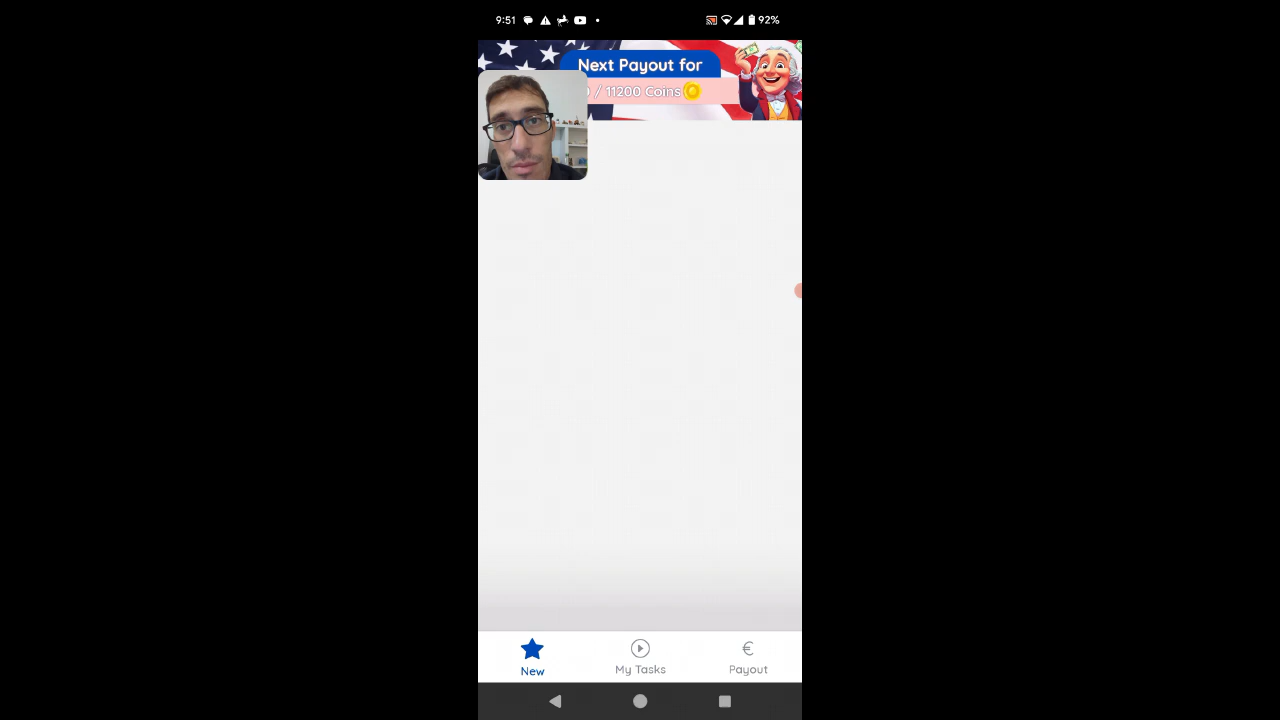 9:51
92%
Next Payout for
/ 11200 Coins
New
My Tasks
€
Payout